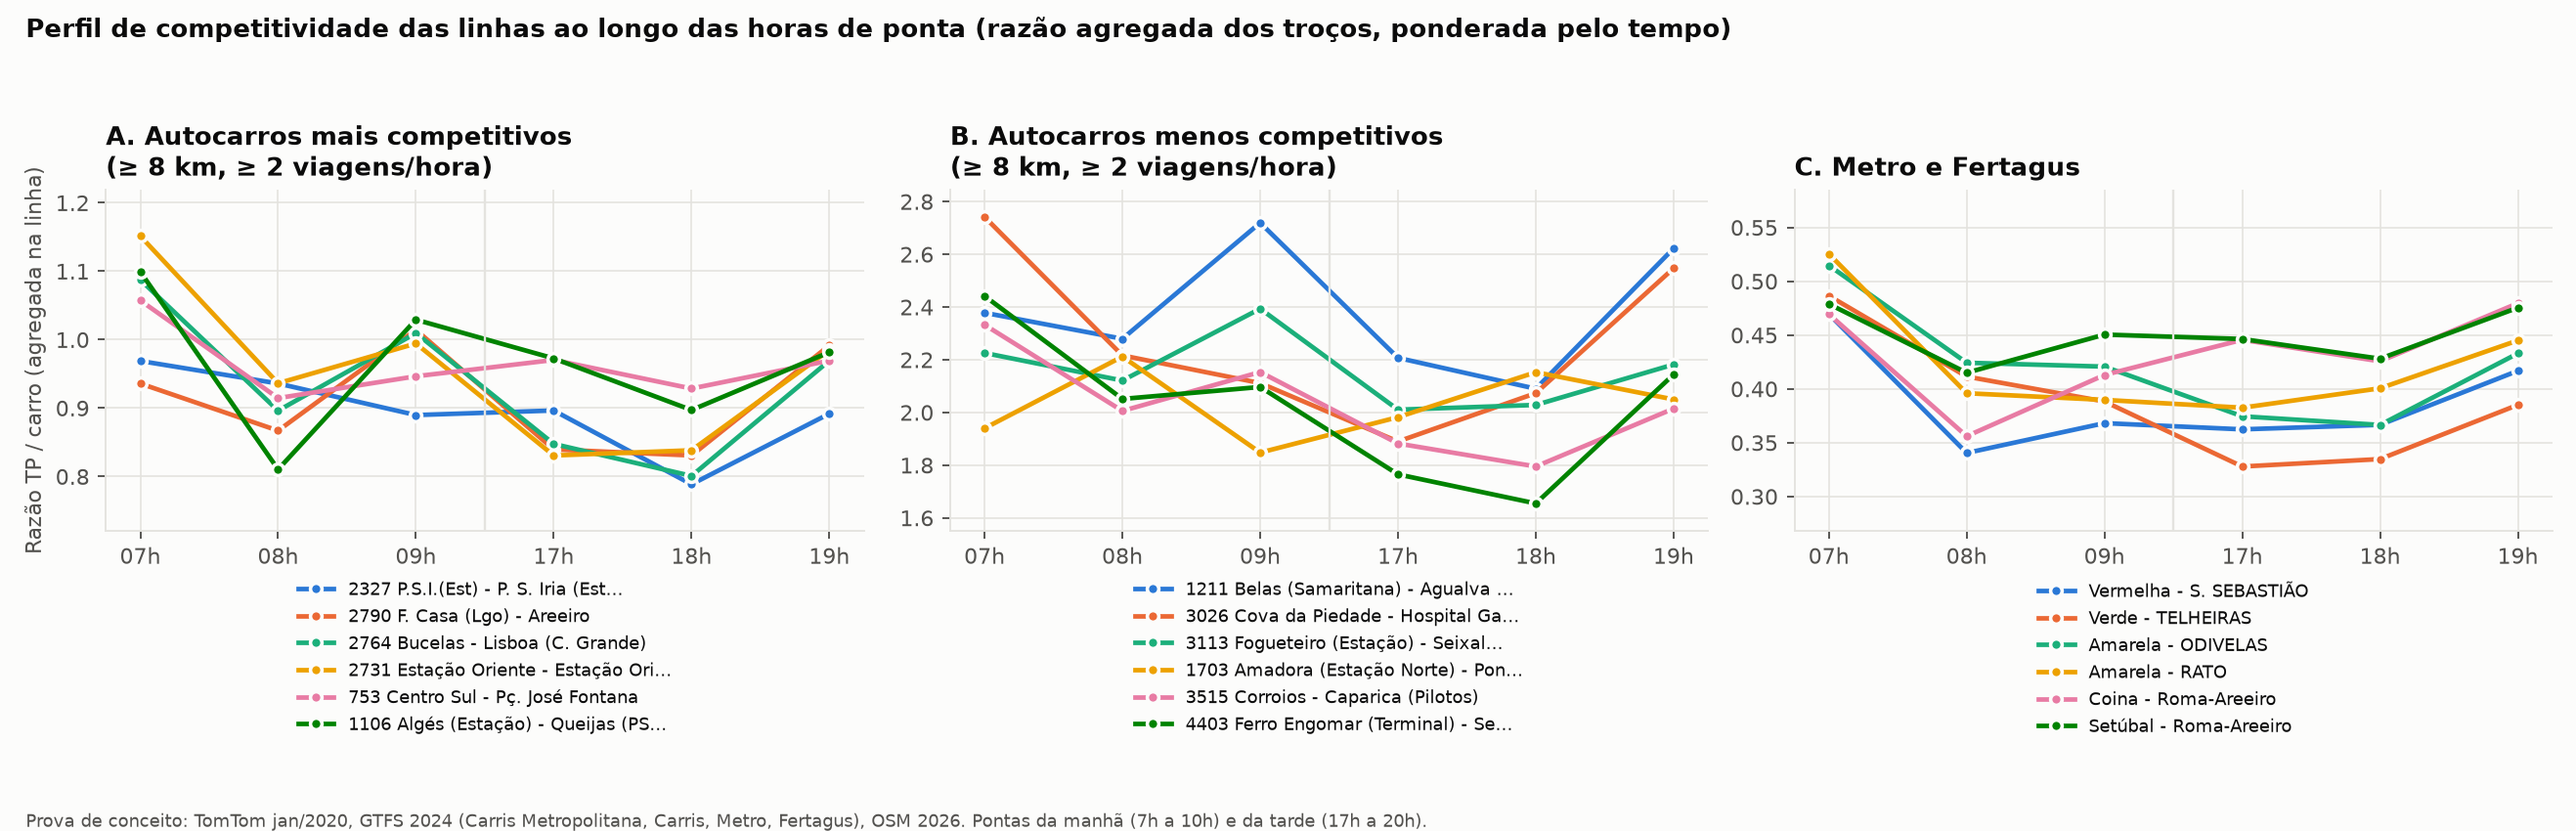 Perfil de competitividade das linhas ao longo das horas de ponta (razão agregada dos troços, ponderada pelo tempo)
Razão TP / carro (agregada na linha)
A. Autocarros mais competitivos
(≥ 8 km, ≥ 2 viagens/hora)
1.2
1.1
1.0
0.9
0.8
07h 08h 09h 17h 18h 19h
2327 P.S.I.(Est) - P. S. Iria (Est...
2790 F. Casa (Lgo) - Areeiro
2764 Bucelas - Lisboa (C. Grande)
2731 Estação Oriente - Estação Ori...
753 Centro Sul - Pç. José Fontana
1106 Algés (Estação) - Queijas (PS...
B. Autocarros menos competitivos
(≥ 8 km, ≥ 2 viagens/hora)
2.8
2.6
2.4
2.2
2.0
1.8
1.6
07h 08h 09h 17h 18h 19h
1211 Belas (Samaritana) - Agualva ...
3026 Cova da Piedade - Hospital Ga...
3113 Fogueteiro (Estação) - Seixal...
1703 Amadora (Estação Norte) - Pon...
3515 Corroios - Caparica (Pilotos)
4403 Ferro Engomar (Terminal) - Se...
C. Metro e Fertagus
0.55
0.50
0.45
0.40
0.35
0.30
07h 08h 09h 17h 18h 19h
Vermelha - S. SEBASTIÃO
Verde - TELHEIRAS
Amarela - ODIVELAS
Amarela - RATO
Coina - Roma-Areeiro
Setúbal - Roma-Areeiro
Prova de conceito: TomTom jan/2020, GTFS 2024 (Carris Metropolitana, Carris, Metro, Fertagus), OSM 2026. Pontas da manhã (7h a 10h) e da tarde (17h a 20h).